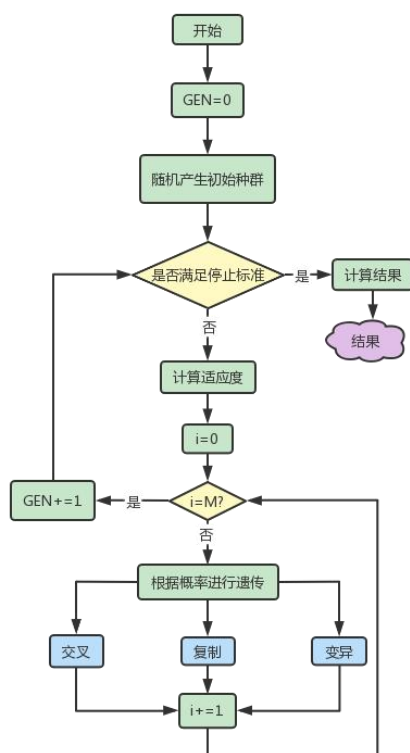 开始
GEN=0
随机产生初始种群
是否满足停止标准
是
计算结果
否
结果
计算适应度
i=0
GEN+=1
是
i=M?
否
根据概率进行遗传
交叉
复制
变异
i+=1